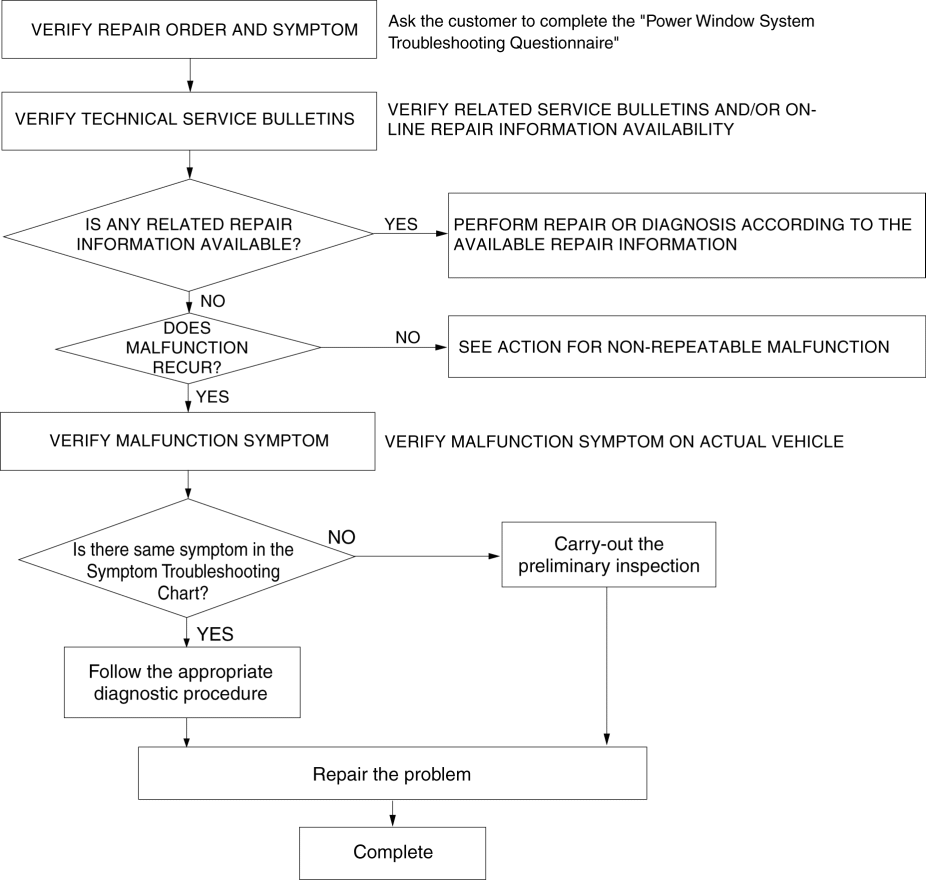 VERIFY REPAIR ORDER AND SYMPTOM
Ask the customer to complete the "Power Window System
Troubleshooting Questionnaire"
VERIFY TECHNICAL SERVICE BULLETINS
VERIFY RELATED SERVICE BULLETINS AND/OR ON-
LINE REPAIR INFORMATION AVAILABILITY
IS ANY RELATED REPAIR
INFORMATION AVAILABLE?
YES
PERFORM REPAIR OR DIAGNOSIS ACCORDING TO THE
AVAILABLE REPAIR INFORMATION
NO
DOES
MALFUNCTION
RECUR?
NO
SEE ACTION FOR NON-REPEATABLE MALFUNCTION
YES
VERIFY MALFUNCTION SYMPTOM
VERIFY MALFUNCTION SYMPTOM ON ACTUAL VEHICLE
Is there same symptom in the
Symptom Troubleshooting
Chart?
NO
Carry-out the
preliminary inspection
YES
Follow the appropriate
diagnostic procedure
Repair the problem
Complete